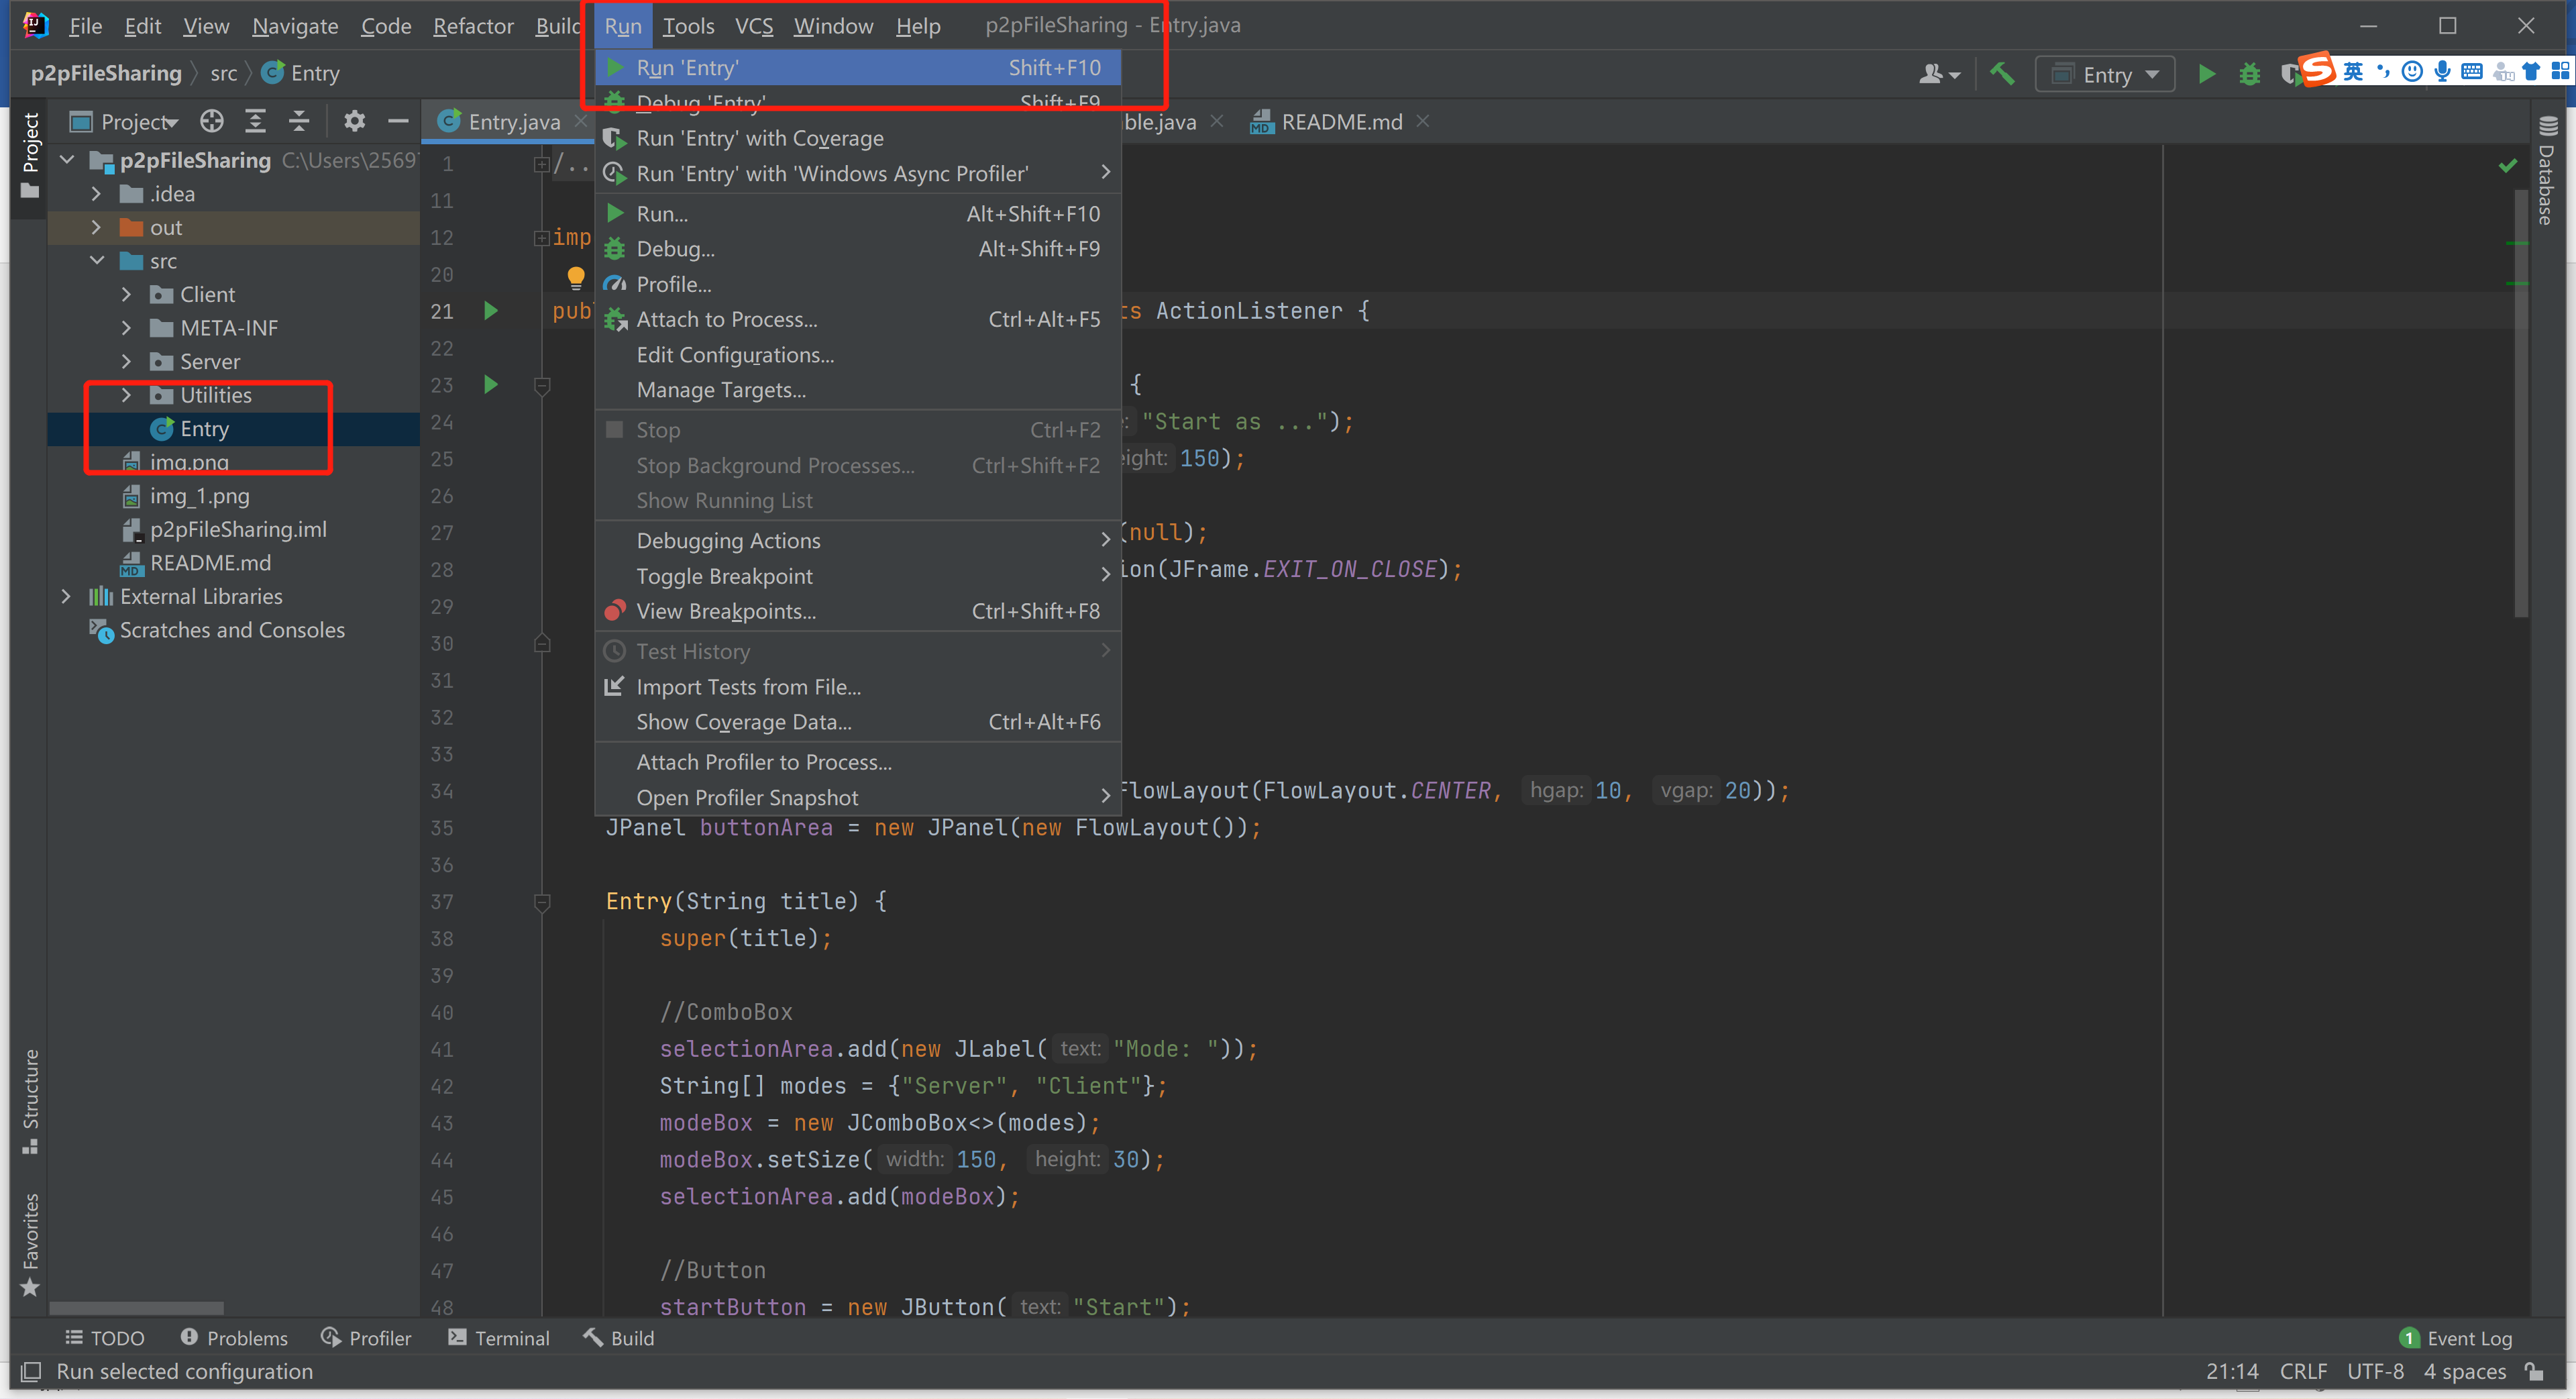 File Edit View Navigate Code Refactor Build Run Tools VCS Window Help p2pFileSharing - Entry.java
p2pFileSharing src Entry
Entry
英
Project
Project
Entry.java
ble.java
README.md
p2pFileSharing C:\Users\2569
.idea
out
src
Client
META-INF
Server
Utilities
Entry
img.png
img_1.png
p2pFileSharing.iml
README.md
External Libraries
Scratches and Consoles
Structure
Favorites
Database
Run 'Entry' Shift+F10
Debug 'Entry' Shift+F9
Run 'Entry' with Coverage
Run 'Entry' with 'Windows Async Profiler'
Run... Alt+Shift+F10
Debug... Alt+Shift+F9
Profile...
Attach to Process... Ctrl+Alt+F5
Edit Configurations...
Manage Targets...
Stop Ctrl+F2
Stop Background Processes... Ctrl+Shift+F2
Show Running List
Debugging Actions
Toggle Breakpoint
View Breakpoints... Ctrl+Shift+F8
Test History
Import Tests from File...
Show Coverage Data... Ctrl+Alt+F6
Attach Profiler to Process...
Open Profiler Snapshot
1 /..
11
12 imp
20
21 publ ts ActionListener {
22
23 {
24 : "Start as ...");
25 eight: 150);
26
27 (null);
28 ion(JFrame.EXIT_ON_CLOSE);
29
30
31
32
33
34 FlowLayout(FlowLayout.CENTER, hgap: 10, vgap: 20));
35 JPanel buttonArea = new JPanel(new FlowLayout());
36
37 Entry(String title) {
38 super(title);
39
40 //ComboBox
41 selectionArea.add(new JLabel( text: "Mode: "));
42 String[] modes = {"Server", "Client"};
43 modeBox = new JComboBox<>(modes);
44 modeBox.setSize( width: 150, height: 30);
45 selectionArea.add(modeBox);
46
47 //Button
48 startButton = new JButton( text: "Start");
TODO Problems Profiler Terminal Build 1 Event Log
Run selected configuration 21:14 CRLF UTF-8 4 spaces